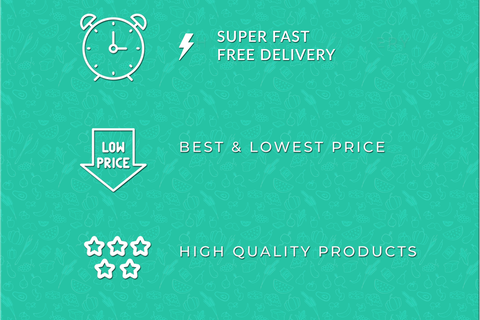 SUPER FAST
FREE DELIVERY
LOW
PRICE
BEST & LOWEST PRICE
HIGH QUALITY PRODUCTS